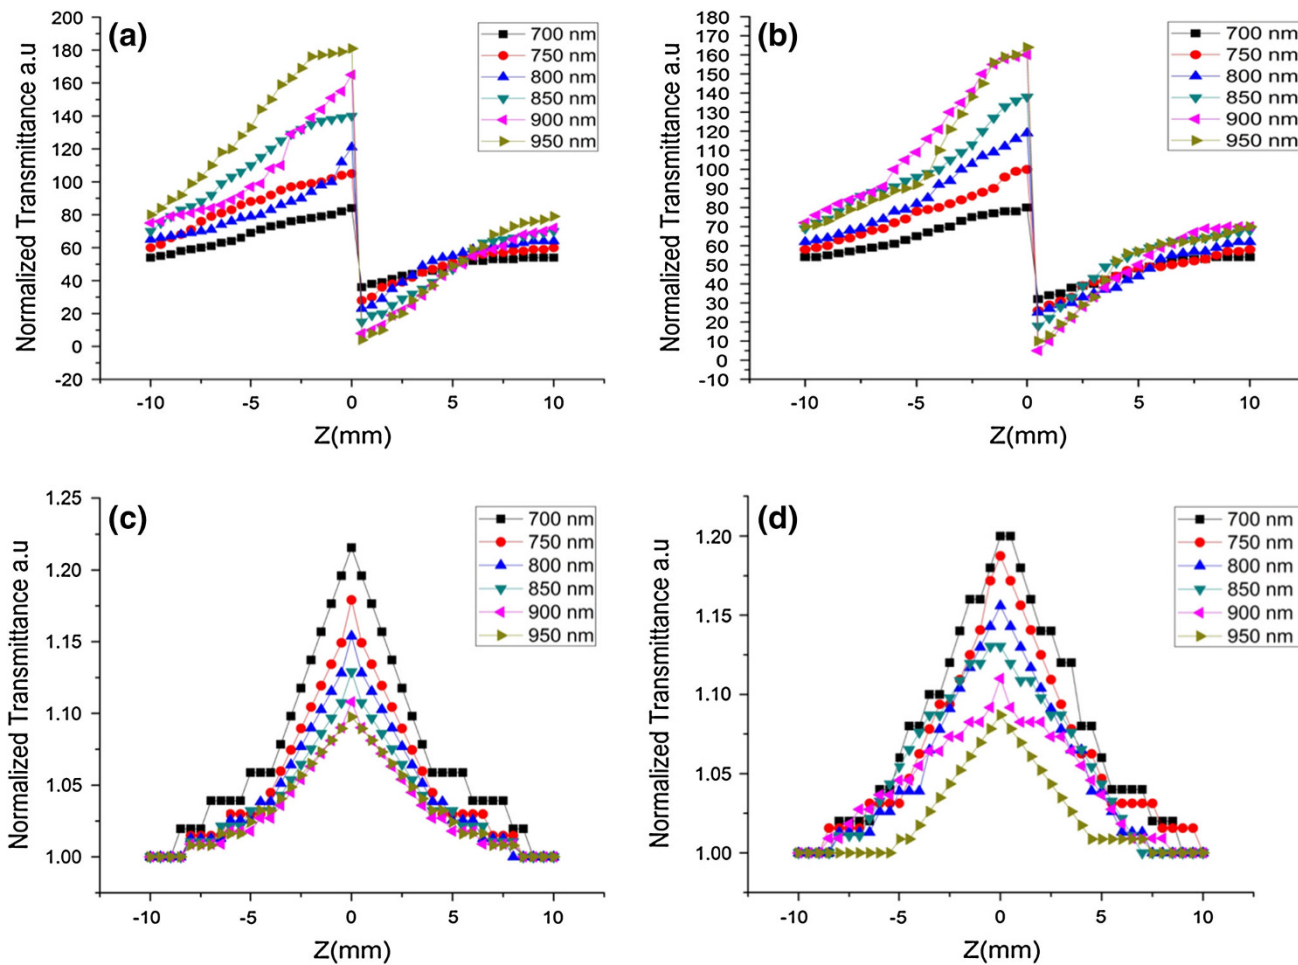 (a)
700 nm
750 nm
800 nm
850 nm
900 nm
950 nm
Normalized Transmittance a.u
200
180
160
140
120
100
80
60
40
20
0
-20
-10
-5
0
5
10
Z(mm)
(b)
700 nm
750 nm
800 nm
850 nm
900 nm
950 nm
Normalized Transmittance a.u
180
170
160
150
140
130
120
110
100
90
80
70
60
50
40
30
20
10
0
-10
-10
-5
0
5
10
Z(mm)
(c)
700 nm
750 nm
800 nm
850 nm
900 nm
950 nm
Normalized Transmittance a.u
1.25
1.20
1.15
1.10
1.05
1.00
-10
-5
0
5
10
Z(mm)
(d)
700 nm
750 nm
800 nm
850 nm
900 nm
950 nm
Normalized Transmittance a.u
1.20
1.15
1.10
1.05
1.00
-10
-5
0
5
10
Z(mm)